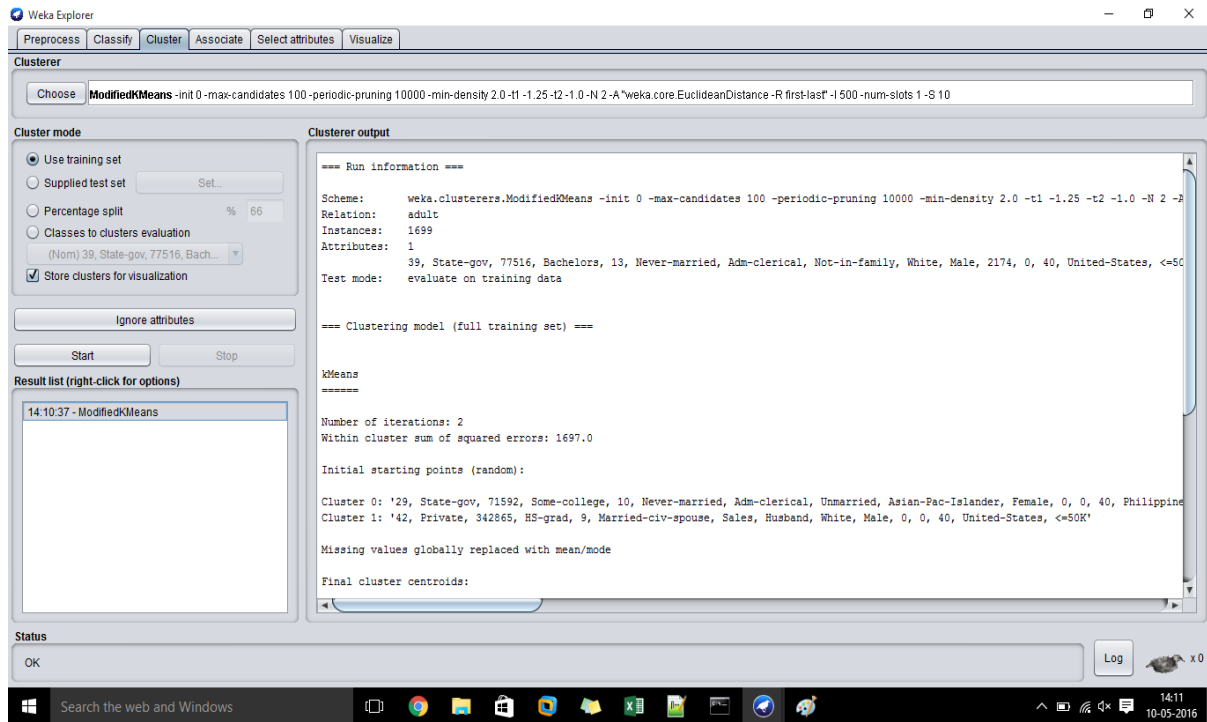 Weka Explorer
Preprocess Classify Cluster Associate Select attributes Visualize
Clusterer
Choose ModifiedKMeans -init 0 -max-candidates 100 -periodic-pruning 10000 -min-density 2.0 -t1 -1.25 -t2 -1.0 -N 2 -A "weka.core.EuclideanDistance -R first-last" -I 500 -num-slots 1 -S 10
Cluster mode
Use training set
Supplied test set Set...
Percentage split % 66
Classes to clusters evaluation
(Nom) 39, State-gov, 77516, Bach...
Store clusters for visualization
Ignore attributes
Start Stop
Result list (right-click for options)
14:10:37 - ModifiedKMeans
Clusterer output
=== Run information ===
Scheme: weka.clusterers.ModifiedKMeans -init 0 -max-candidates 100 -periodic-pruning 10000 -min-density 2.0 -t1 -1.25 -t2 -1.0 -N 2 -A
Relation: adult
Instances: 1699
Attributes: 1
39, State-gov, 77516, Bachelors, 13, Never-married, Adm-clerical, Not-in-family, White, Male, 2174, 0, 40, United-States, <=50
Test mode: evaluate on training data
=== Clustering model (full training set) ===
kMeans
======
Number of iterations: 2
Within cluster sum of squared errors: 1697.0
Initial starting points (random):
Cluster 0: '29, State-gov, 71592, Some-college, 10, Never-married, Adm-clerical, Unmarried, Asian-Pac-Islander, Female, 0, 0, 40, Philippine
Cluster 1: '42, Private, 342865, HS-grad, 9, Married-civ-spouse, Sales, Husband, White, Male, 0, 0, 40, United-States, <=50K'
Missing values globally replaced with mean/mode
Final cluster centroids:
Status
OK
Log x 0
Search the web and Windows
14:11
10-05-2016